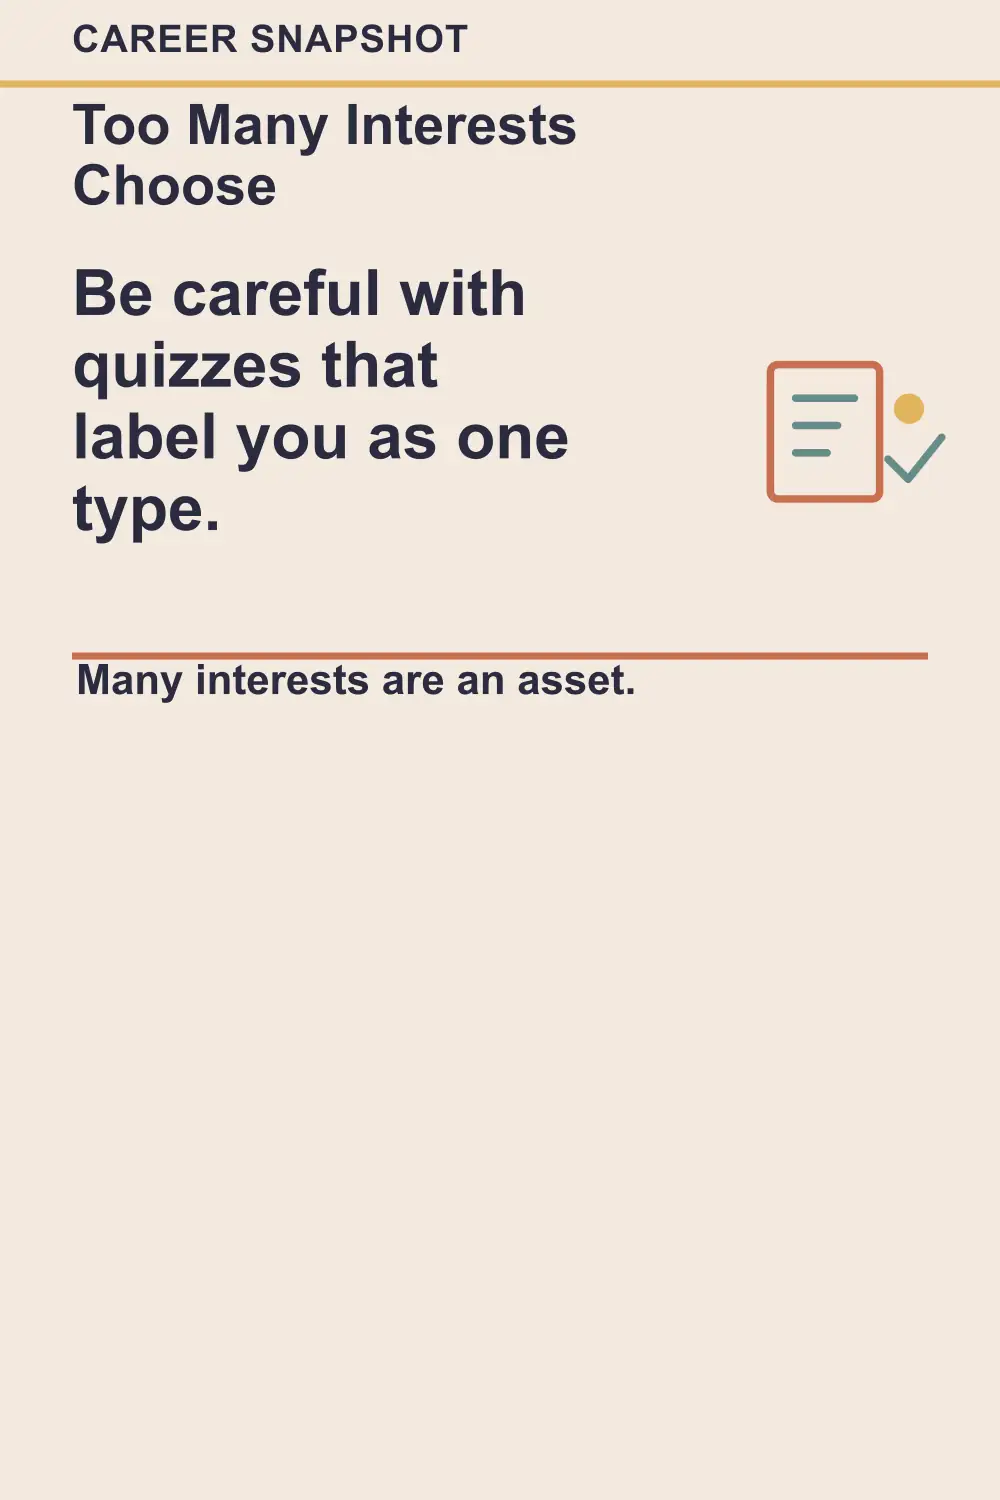 CAREER SNAPSHOT
Too Many Interests
Choose
Be careful with
quizzes that
label you as one
type.
Many interests are an asset.